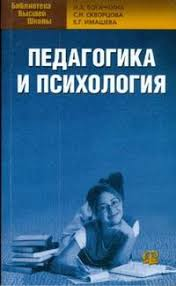 Библиотека
Высшей
Школы
Н.А. БОГАЧКИНА
С.Н. СКВОРЦОВА
Е.Г. ИМАШЕВА
ПЕДАГОГИКА
И ПСИХОЛОГИЯ